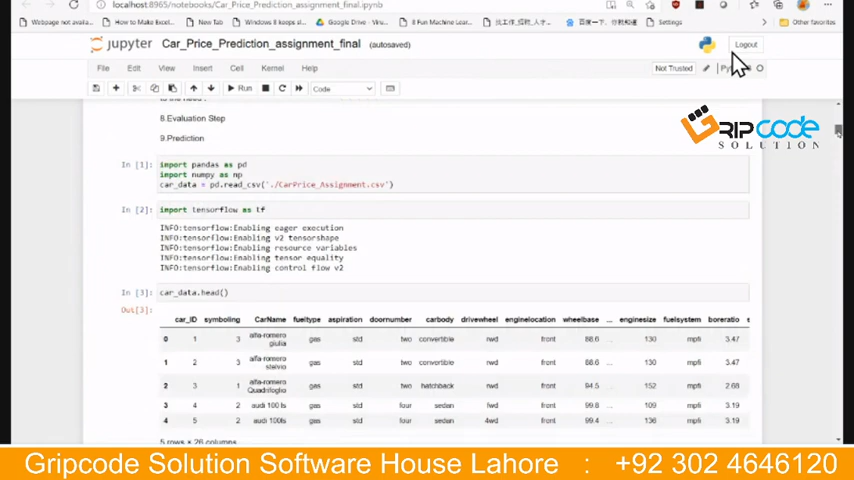 localhost:8965/notebooks/Car_Price_Prediction_assignment_final.ipynb
Webpage not availa... How to Make Excel... New Tab Windows 8 keeps sl... Google Drive - Viru... 8 Fun Machine Lear... Settings Other favorites
jupyter Car_Price_Prediction_assignment_final (autosaved) Logout
File Edit View Insert Cell Kernel Help Not Trusted
Run Code
8.Evaluation Step
9.Prediction
GRIPCODE
SOLUTION
In [1]: import pandas as pd
import numpy as np
car_data = pd.read_csv('./CarPrice_Assignment.csv')
In [2]: import tensorflow as tf
INFO:tensorflow:Enabling eager execution
INFO:tensorflow:Enabling v2 tensorshape
INFO:tensorflow:Enabling resource variables
INFO:tensorflow:Enabling tensor equality
INFO:tensorflow:Enabling control flow v2
In [3]: car_data.head()
Out[3]:
car_ID symboling CarName fueltype aspiration doornumber carbody drivewheel enginelocation wheelbase ... enginesize fuelsystem boreratio s
0 1 3 alfa-romero giulia gas std two convertible rwd front 88.6 ... 130 mpfi 3.47
1 2 3 alfa-romero stelvio gas std two convertible rwd front 88.6 ... 130 mpfi 3.47
2 3 1 alfa-romero Quadrifoglio gas std two hatchback rwd front 94.5 ... 152 mpfi 2.68
3 4 2 audi 100 ls gas std four sedan fwd front 99.8 ... 109 mpfi 3.19
4 5 2 audi 100ls gas std four sedan 4wd front 99.4 ... 136 mpfi 3.19
5 rows × 26 columns
Gripcode Solution Software House Lahore : +92 302 4646120